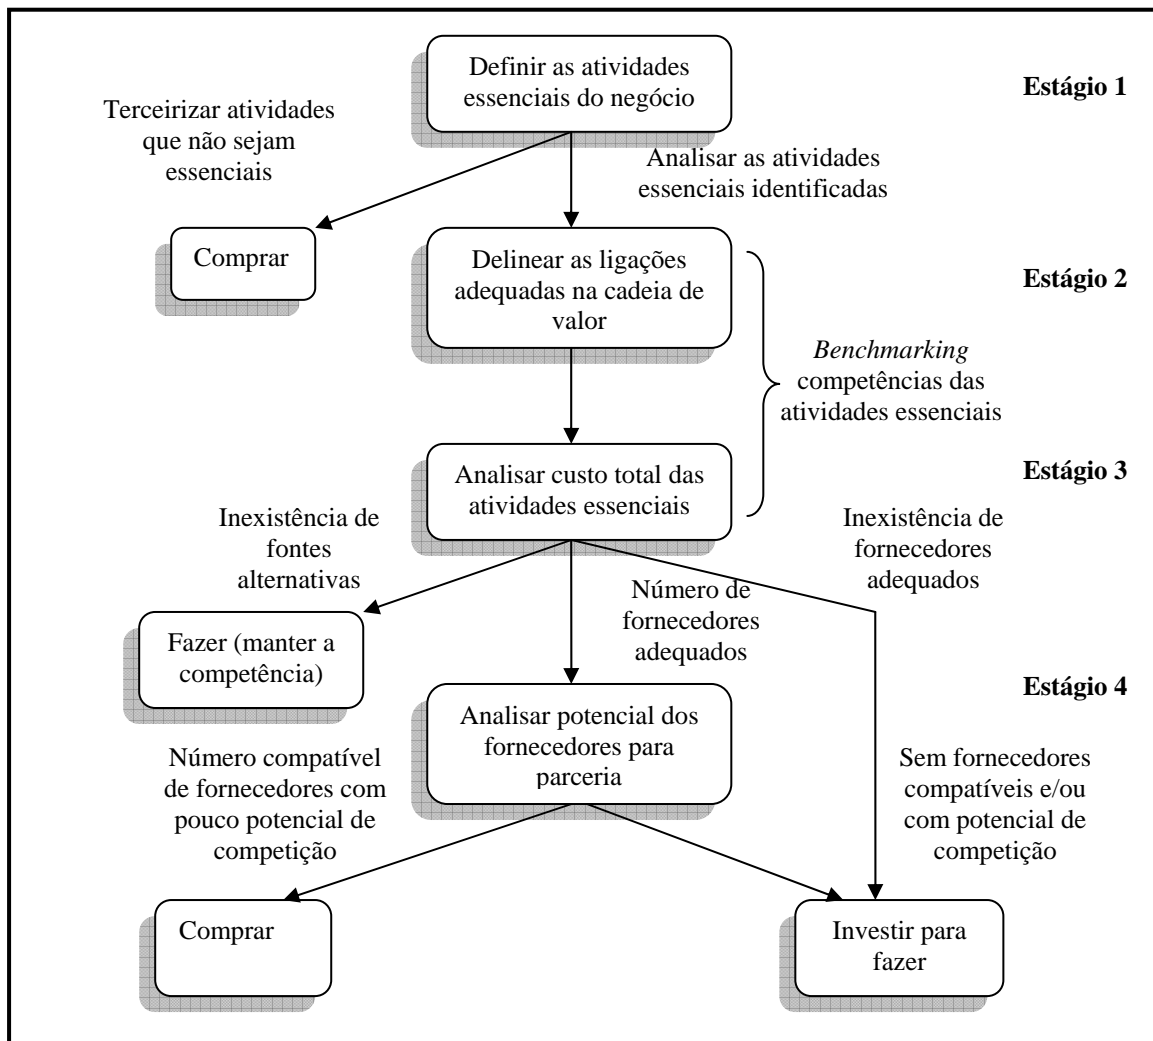 Definir as atividades
essenciais do negócio
Estágio 1
Terceirizar atividades
que não sejam
essenciais
Analisar as atividades
essenciais identificadas
Comprar
Delinear as ligações
adequadas na cadeia de
valor
Estágio 2
Benchmarking
competências das
atividades essenciais
Analisar custo total das
atividades essenciais
Estágio 3
Inexistência de
fontes
alternativas
Inexistência de
fornecedores
adequados
Número de
fornecedores
adequados
Fazer (manter a
competência)
Estágio 4
Analisar potencial dos
fornecedores para
parceria
Número compatível
de fornecedores com
pouco potencial de
competição
Sem fornecedores
compatíveis e/ou
com potencial de
competição
Comprar
Investir para
fazer